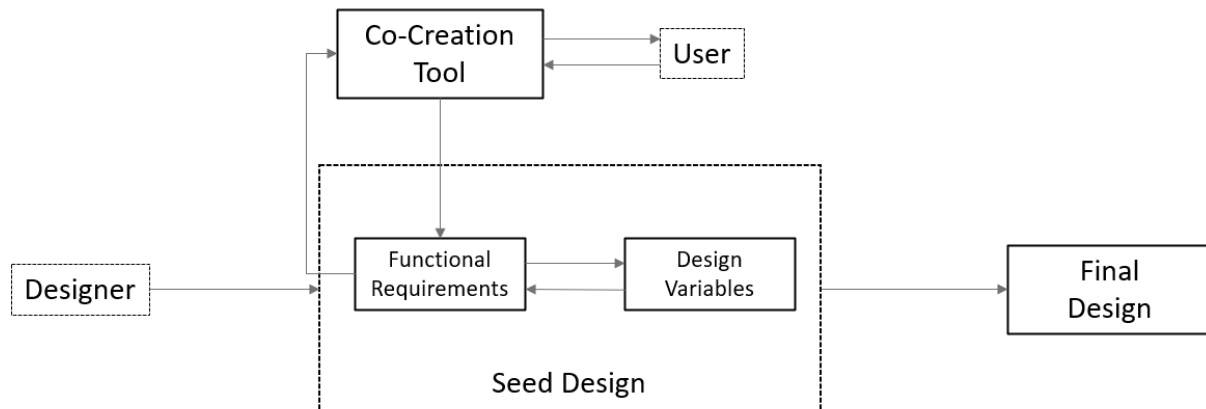 Co-Creation
Tool
User
Functional
Requirements
Design
Variables
Designer
Final
Design
Seed Design